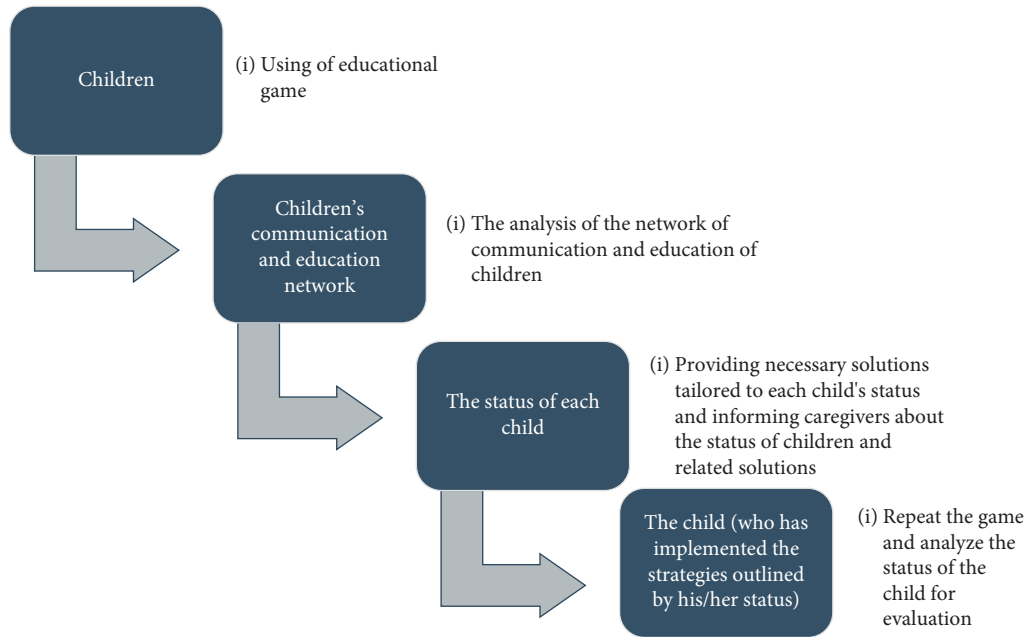 Children
(i) Using of educational
game
Children’s
communication
and education
network
(i) The analysis of the network of
communication and education of
children
The status of each
child
(i) Providing necessary solutions
tailored to each child's status
and informing caregivers about
the status of children and
related solutions
The child (who has
implemented the
strategies outlined
by his/her status)
(i) Repeat the game
and analyze the
status of the
child for
evaluation